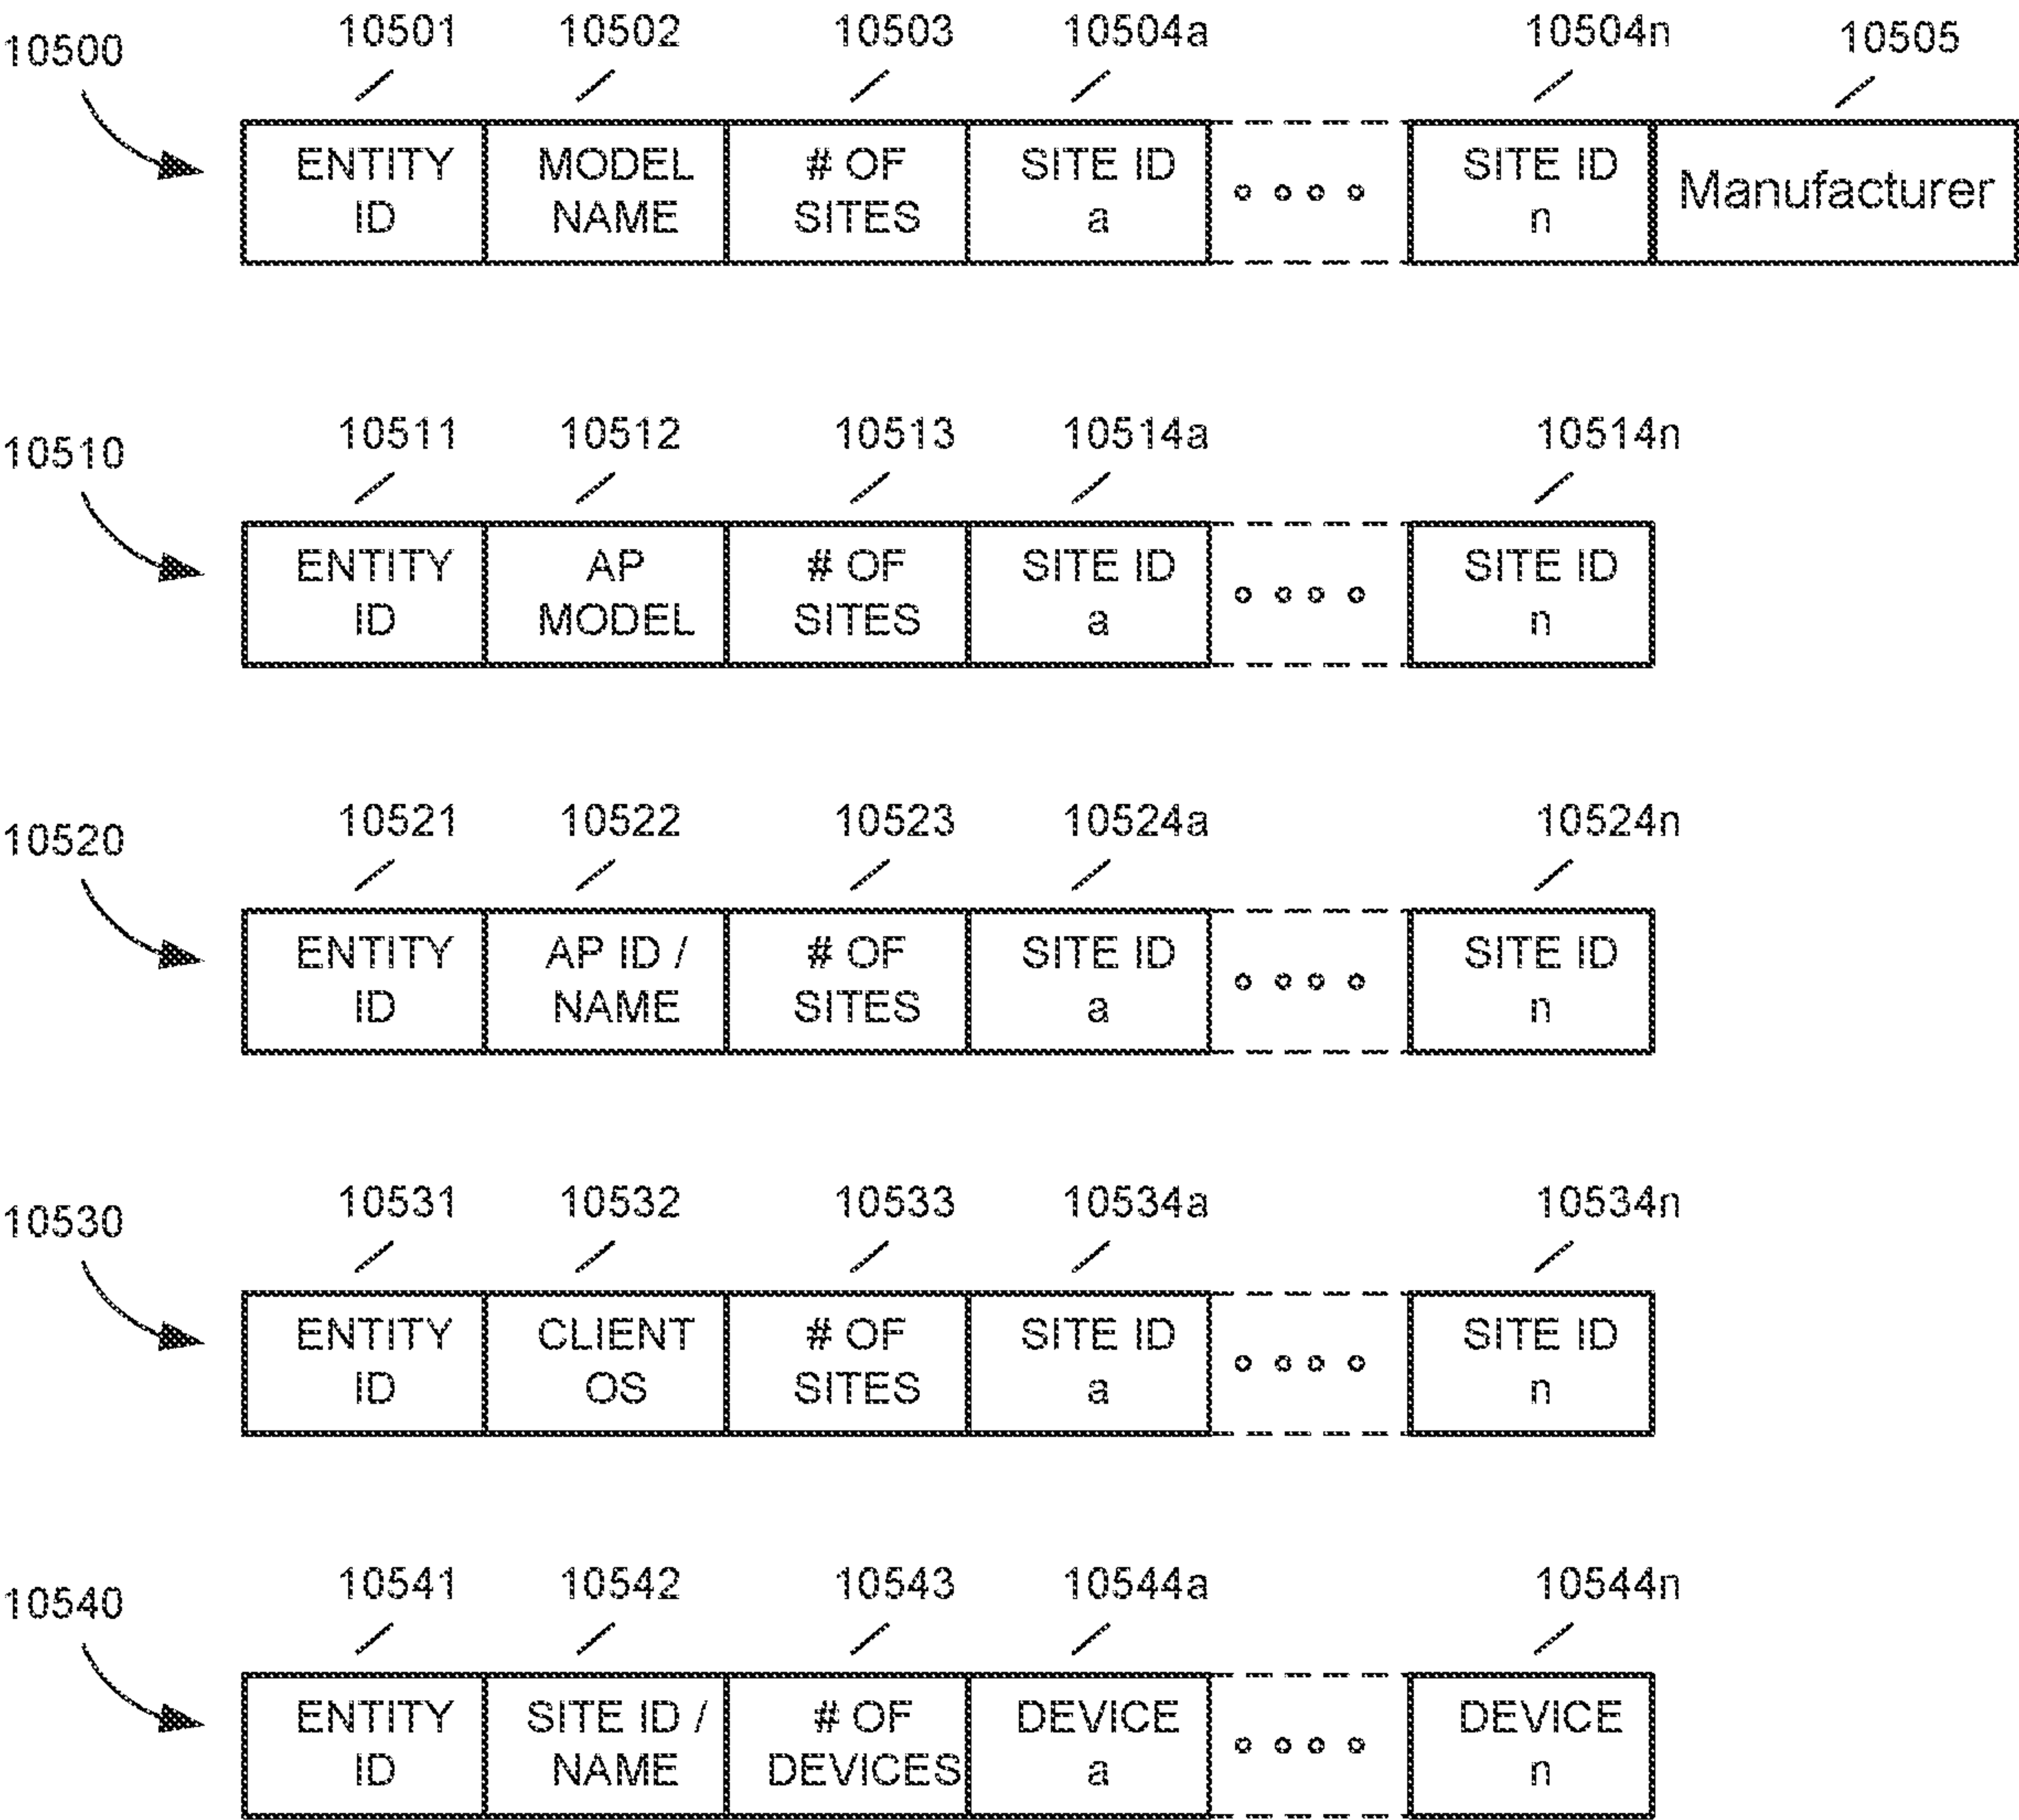 10500
10501 10502 10503 10504a 10504n 10505
ENTITY MODEL # OF SITE ID SITE ID Manufacturer
ID NAME SITES a n
10510
10511 10512 10513 10514a 10514n
ENTITY AP # OF SITE ID SITE ID
ID MODEL SITES a n
10520
10521 10522 10523 10524a 10524n
ENTITY AP ID / # OF SITE ID SITE ID
ID NAME SITES a n
10530
10531 10532 10533 10534a 10534n
ENTITY CLIENT # OF SITE ID SITE ID
ID OS SITES a n
10540
10541 10542 10543 10544a 10544n
ENTITY SITE ID / # OF DEVICE DEVICE
ID NAME DEVICES a n